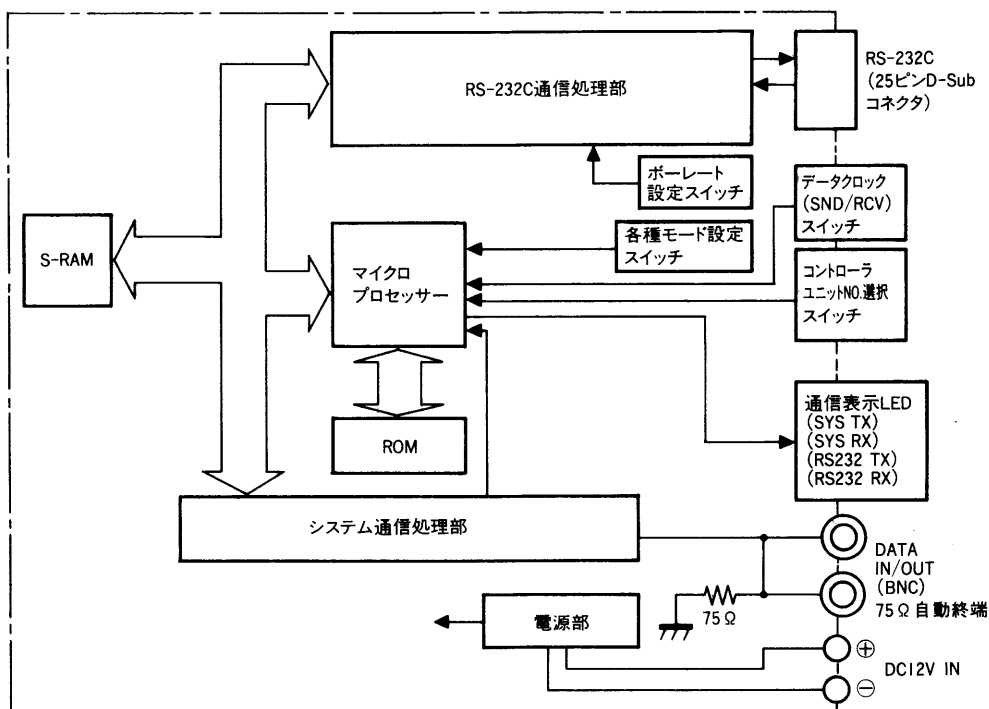 RS-232C通信処理部
RS-232C
(25ピンD-Sub
コネクタ)
ボーレート
設定スイッチ
データクロック
(SND/RCV)
スイッチ
S-RAM
マイクロ
プロセッサー
各種モード設定
スイッチ
コントローラ
ユニットNO.選択
スイッチ
ROM
通信表示LED
(SYS TX)
(SYS RX)
(RS232 TX)
(RS232 RX)
システム通信処理部
DATA
IN/OUT
(BNC)
75Ω自動終端
75Ω
電源部
⊕
DC12V IN
⊖